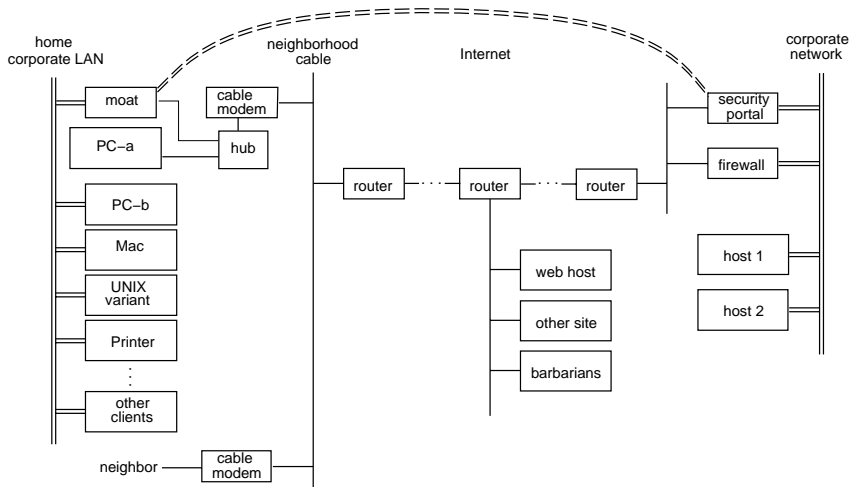 home
corporate LAN
neighborhood
cable
Internet
corporate
network
moat
cable
modem
security
portal
PC−a
hub
firewall
router
· · ·
router
· · ·
router
PC−b
Mac
UNIX
variant
Printer
· · ·
other
clients
web host
other site
barbarians
host 1
host 2
neighbor
cable
modem